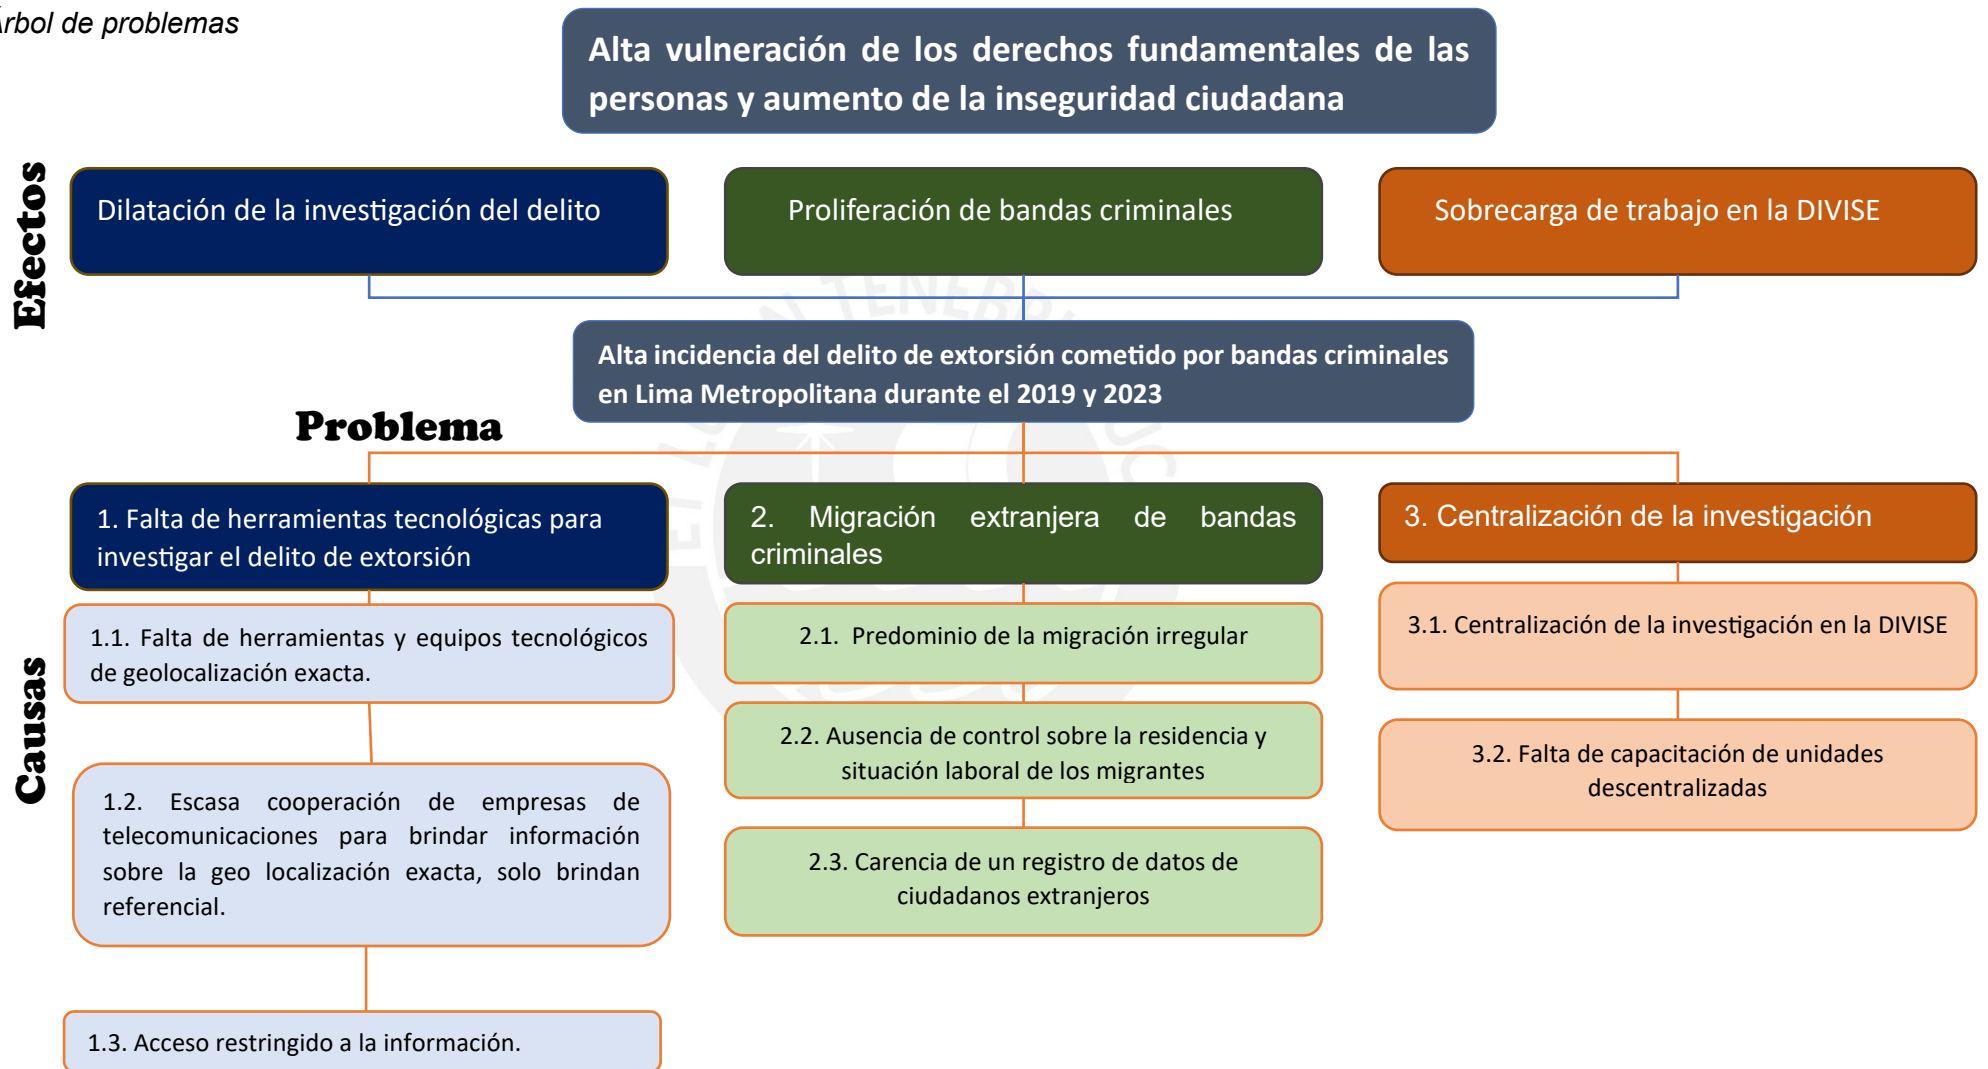 Árbol de problemas
Alta vulneración de los derechos fundamentales de las
personas y aumento de la inseguridad ciudadana
Efectos
Dilatación de la investigación del delito
Proliferación de bandas criminales
Sobrecarga de trabajo en la DIVISE
Alta incidencia del delito de extorsión cometido por bandas criminales
en Lima Metropolitana durante el 2019 y 2023
Problema
Causas
1. Falta de herramientas tecnológicas para
investigar el delito de extorsión
1.1. Falta de herramientas y equipos tecnológicos
de geolocalización exacta.
1.2. Escasa cooperación de empresas de
telecomunicaciones para brindar información
sobre la geo localización exacta, solo brindan
referencial.
1.3. Acceso restringido a la información.
2. Migración extranjera de bandas
criminales
2.1. Predominio de la migración irregular
2.2. Ausencia de control sobre la residencia y
situación laboral de los migrantes
2.3. Carencia de un registro de datos de
ciudadanos extranjeros
3. Centralización de la investigación
3.1. Centralización de la investigación en la DIVISE
3.2. Falta de capacitación de unidades
descentralizadas